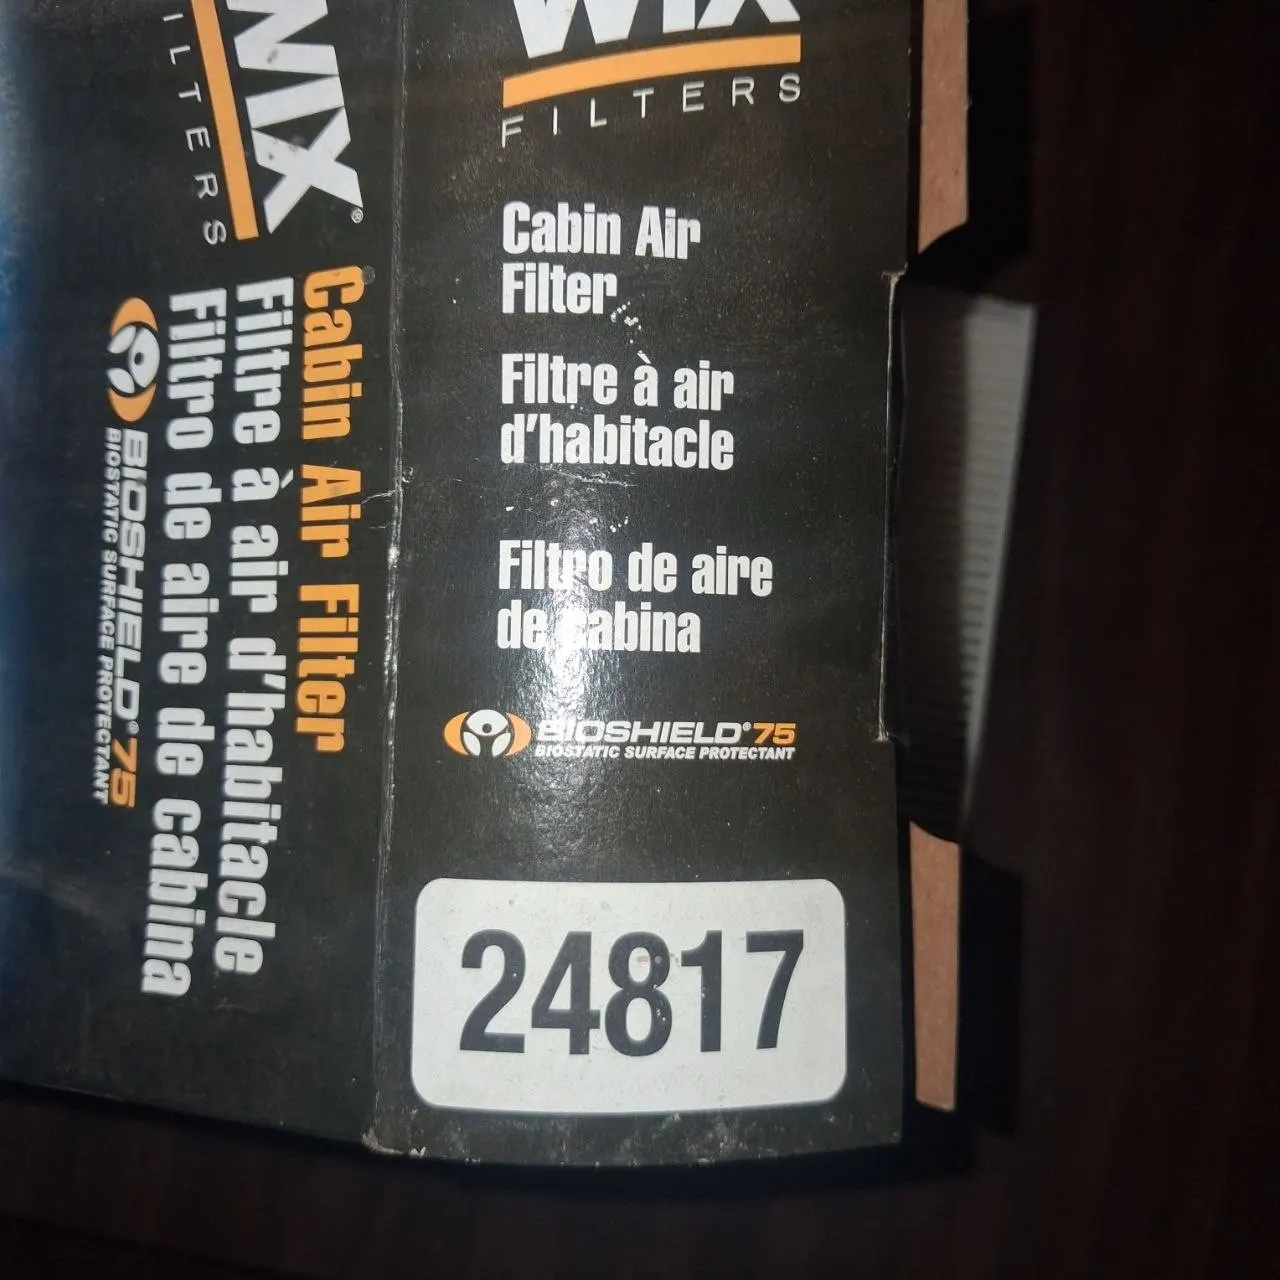 WIX®
FILTERS
Cabin Air Filter
Filtre à air d'habitacle
Filtro de aire de cabina
BIOSHIELD®75
BIOSTATIC SURFACE PROTECTANT
WIX
FILTERS
Cabin Air
Filter
Filtre à air
d'habitacle
Filtro de aire
de cabina
BIOSHIELD®75
BIOSTATIC SURFACE PROTECTANT
24817